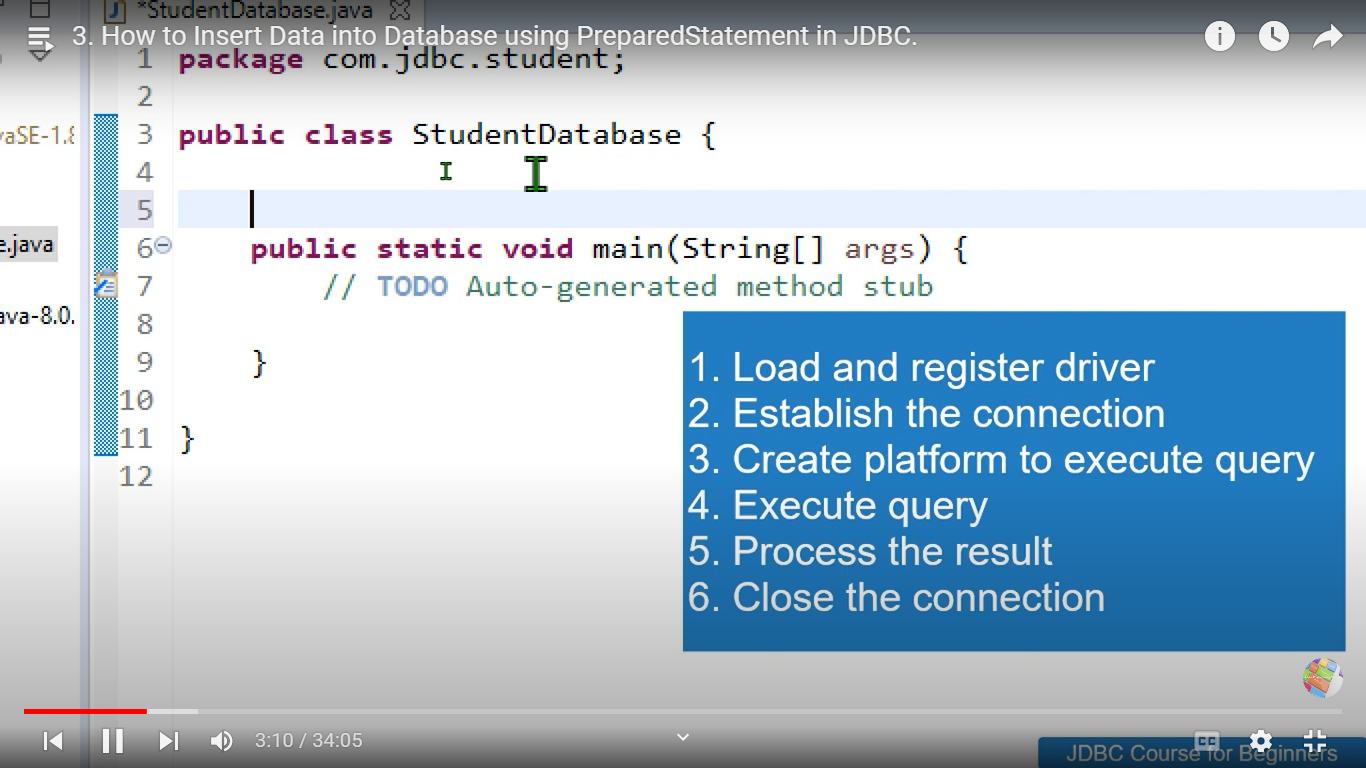 *StudentDatabase.java
3. How to Insert Data into Database using PreparedStatement in JDBC.
1 package com.jdbc.student;
2
3 public class StudentDatabase {
4
5
6 public static void main(String[] args) {
7 // TODO Auto-generated method stub
8
9 }
10
11 }
12
vaSE-1.8
e.java
ava-8.0.
1. Load and register driver
2. Establish the connection
3. Create platform to execute query
4. Execute query
5. Process the result
6. Close the connection
3:10 / 34:05
CC
JDBC Course for Beginners